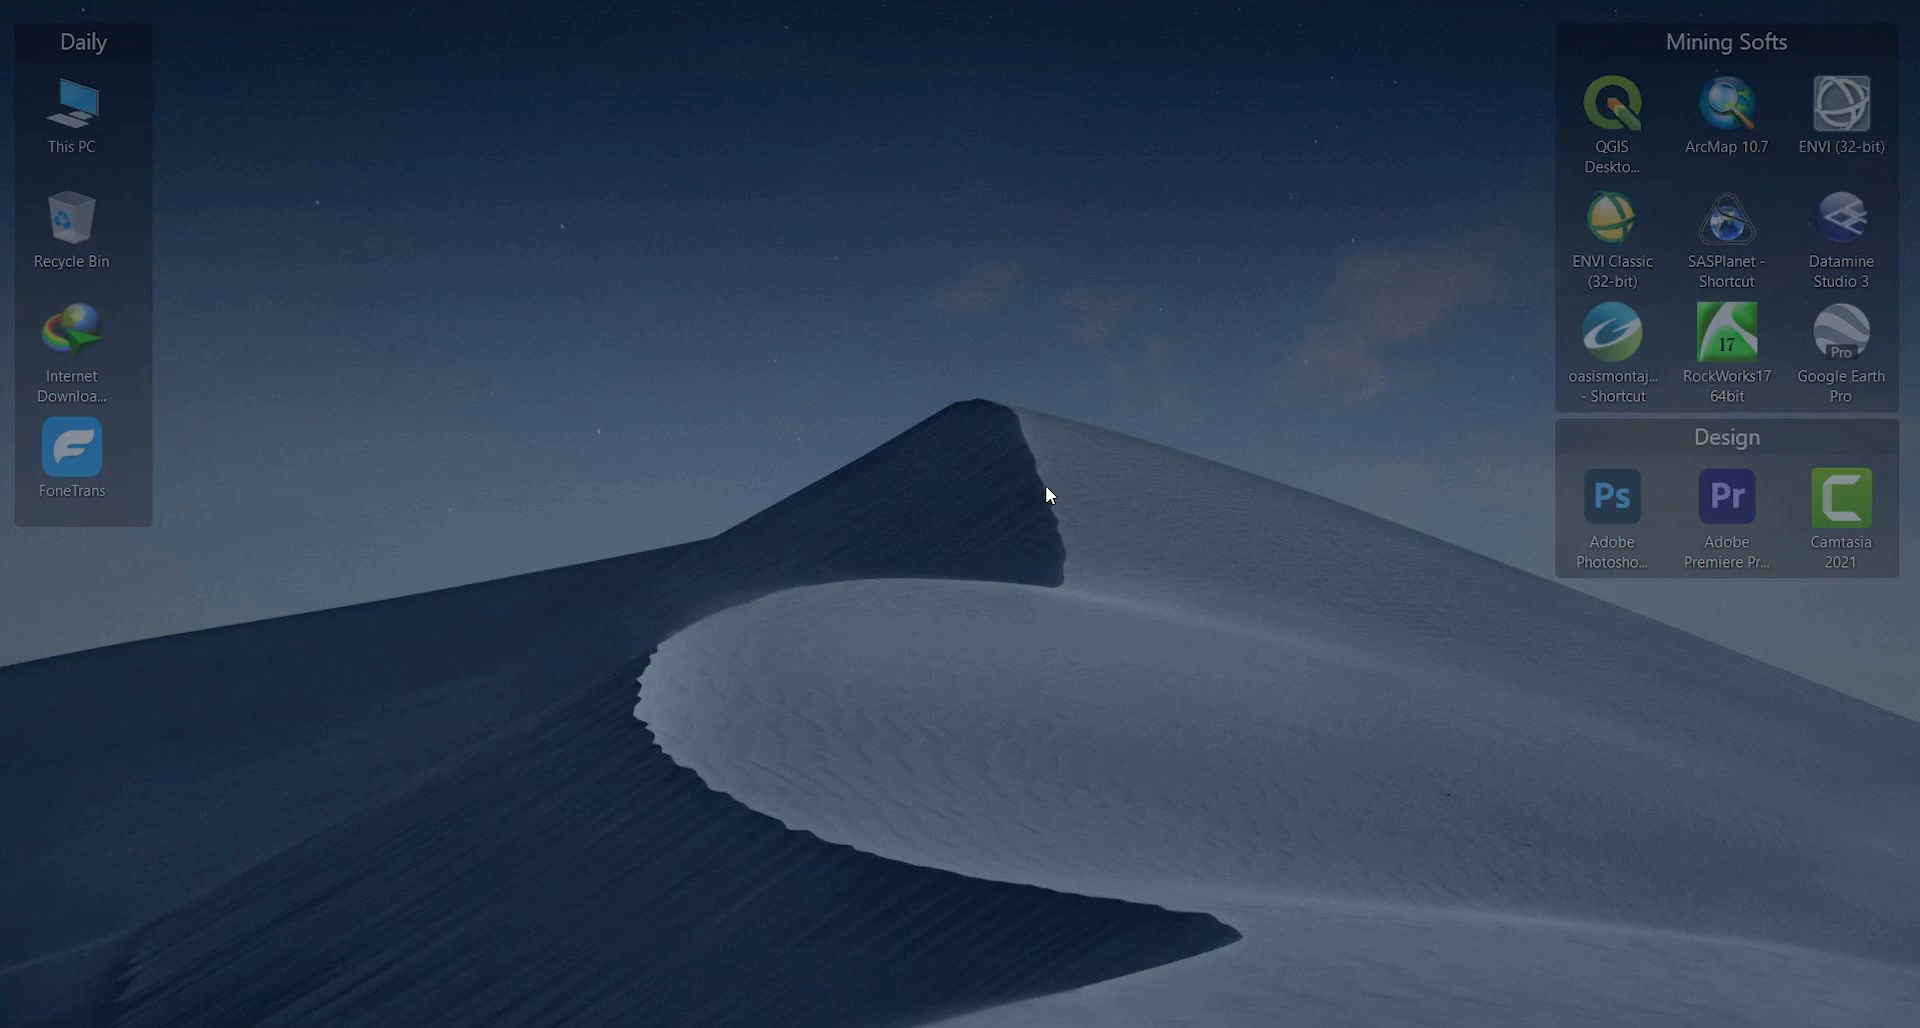 Daily
This PC
Recycle Bin
Internet
Downloa...
FoneTrans
Mining Softs
QGIS
Deskto...
ArcMap 10.7
ENVI (32-bit)
ENVI Classic
(32-bit)
SASPlanet -
Shortcut
Datamine
Studio 3
oasismontaj...
- Shortcut
17
RockWorks17
64bit
Pro
Google Earth
Pro
Design
Ps
Adobe
Photosho...
Pr
Adobe
Premiere Pr...
Camtasia
2021